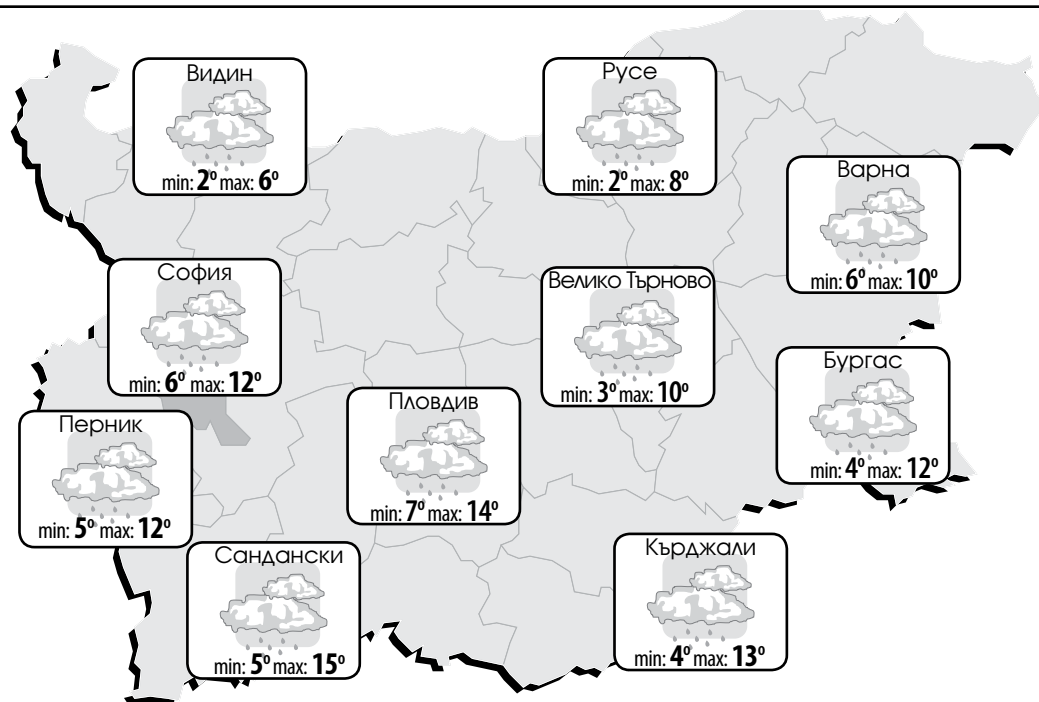 Видин
min: 2° max: 6°
Русе
min: 2° max: 8°
Варна
min: 6° max: 10°
София
min: 6° max: 12°
Велико Търново
min: 3° max: 10°
Бургас
min: 4° max: 12°
Пловдив
min: 7° max: 14°
Перник
min: 5° max: 12°
Сандански
min: 5° max: 15°
Кърджали
min: 4° max: 13°